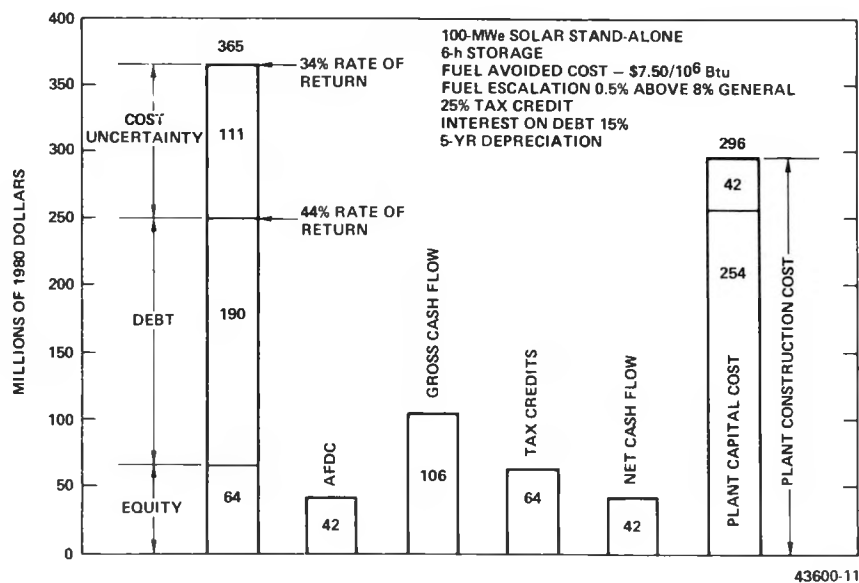 100-MWe SOLAR STAND-ALONE
6-h STORAGE
FUEL AVOIDED COST – $7.50/10⁶ Btu
FUEL ESCALATION 0.5% ABOVE 8% GENERAL
25% TAX CREDIT
INTEREST ON DEBT 15%
5-YR DEPRECIATION
MILLIONS OF 1980 DOLLARS
400
350
300
250
200
150
100
50
0
COST
UNCERTAINTY
DEBT
EQUITY
365
111
190
64
34% RATE OF
RETURN
44% RATE OF
RETURN
AFDC
42
GROSS CASH FLOW
106
TAX CREDITS
64
NET CASH FLOW
42
296
42
254
PLANT CAPITAL COST
PLANT CONSTRUCTION COST
43600-11